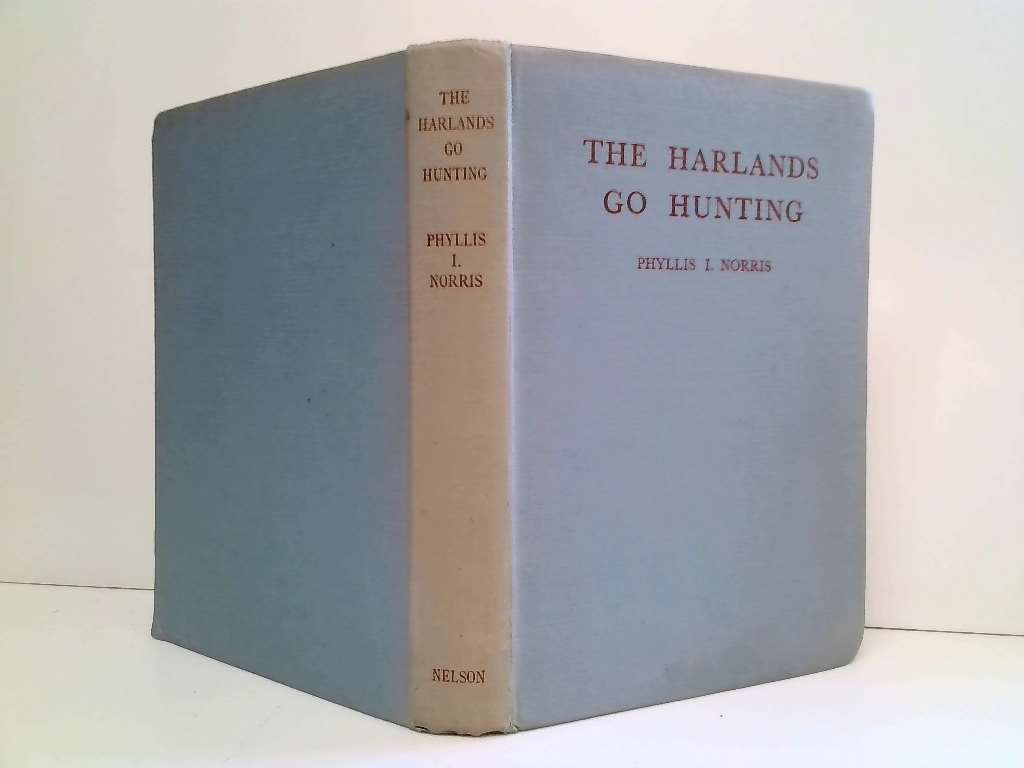 THE
HARLANDS
GO
HUNTING
PHYLLIS
I.
NORRIS
NELSON
THE HARLANDS
GO HUNTING
PHYLLIS I. NORRIS